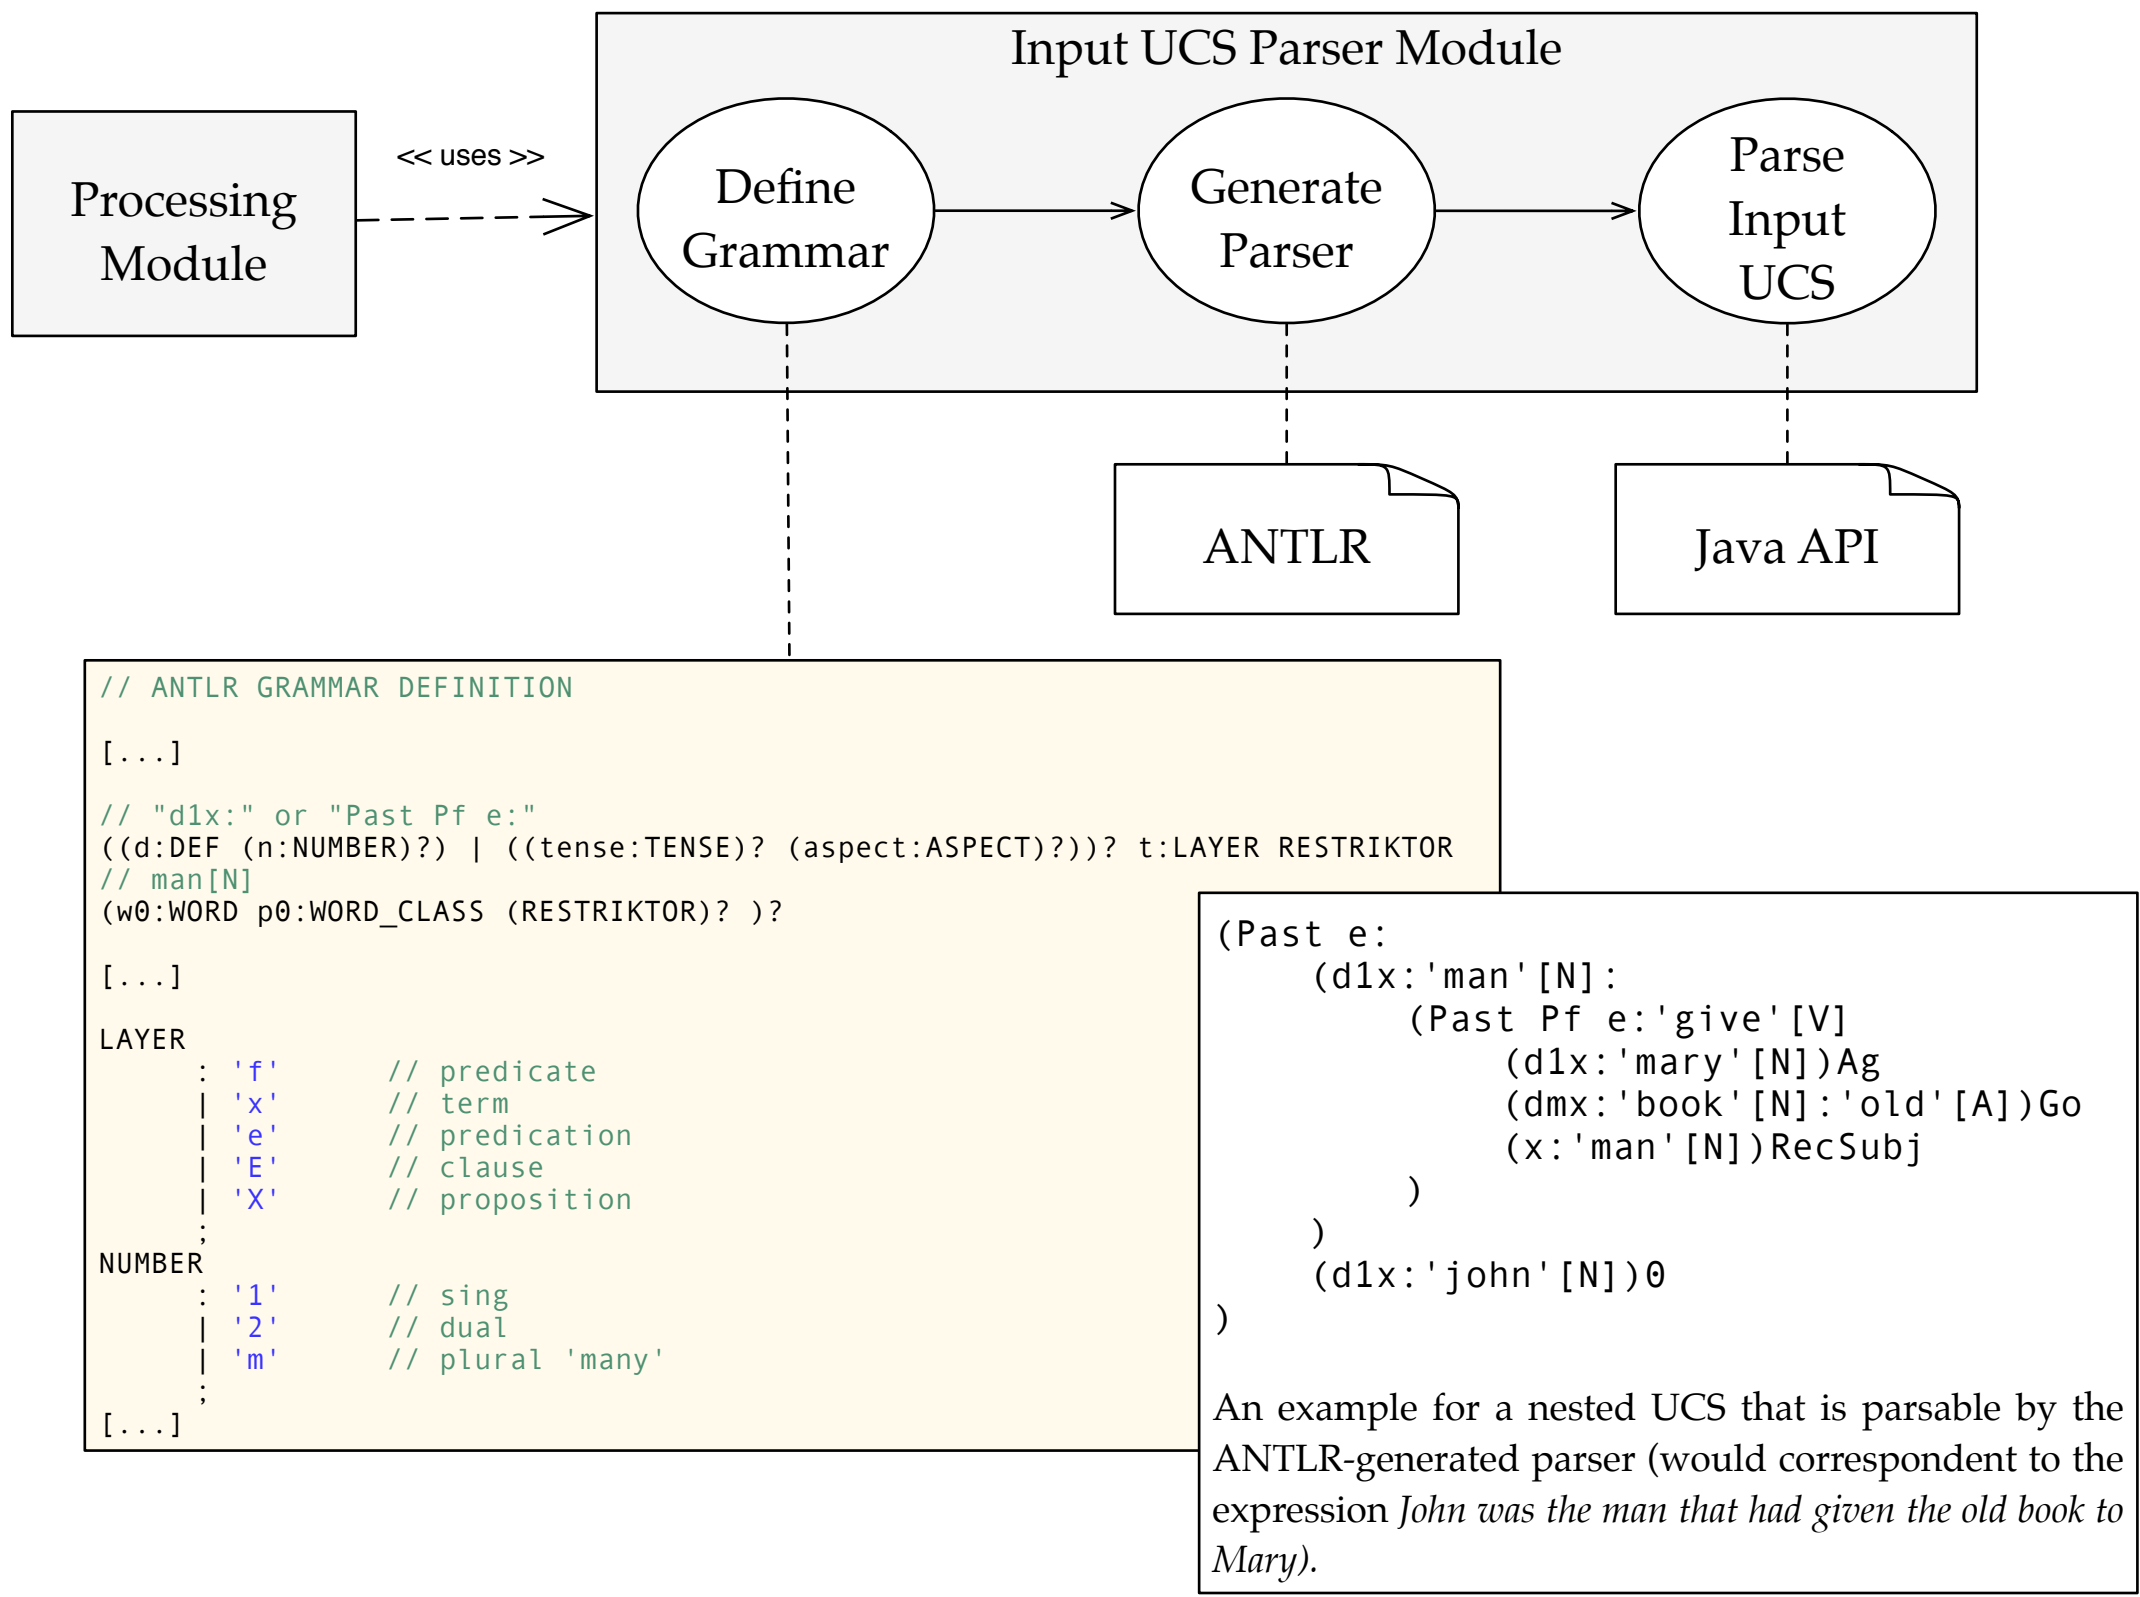 Input UCS Parser Module
Processing
Module
<< uses >>
Define
Grammar
Generate
Parser
Parse
Input
UCS
ANTLR
Java API
// ANTLR GRAMMAR DEFINITION
[...]
// "d1x:" or "Past Pf e:"
((d:DEF (n:NUMBER)?) | ((tense:TENSE)? (aspect:ASPECT)?))? t:LAYER RESTRIKTOR
// man[N]
(w0:WORD p0:WORD_CLASS (RESTRIKTOR)? )?
[...]
LAYER
: 'f' // predicate
| 'x' // term
| 'e' // predication
| 'E' // clause
| 'X' // proposition
;
NUMBER
: '1' // sing
| '2' // dual
| 'm' // plural 'many'
;
[...]
(Past e:
(d1x:'man'[N]:
(Past Pf e:'give'[V]
(d1x:'mary'[N])Ag
(dmx:'book'[N]:'old'[A])Go
(x:'man'[N])RecSubj
)
)
(d1x:'john'[N])0
)
An example for a nested UCS that is parsable by the
ANTLR-generated parser (would correspondent to the
expression John was the man that had given the old book to
Mary).